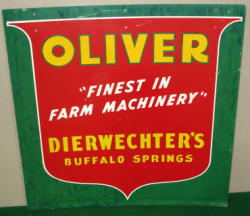 OLIVER
"FINEST IN
FARM MACHINERY"
DIERWECHTER'S
BUFFALO SPRINGS